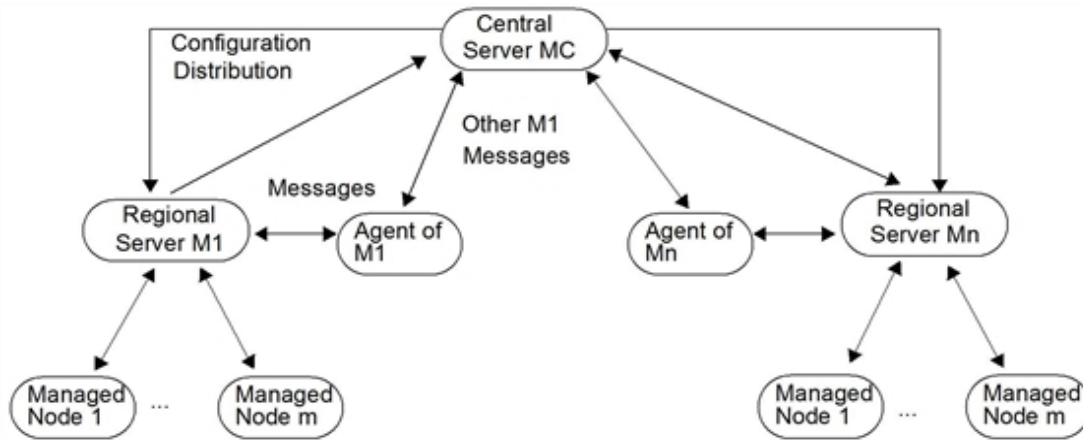 Central
Server MC
Configuration
Distribution
Other M1
Messages
Messages
Regional
Server M1
Agent of
M1
Agent of
Mn
Regional
Server Mn
Managed
Node 1
...
Managed
Node m
Managed
Node 1
...
Managed
Node m